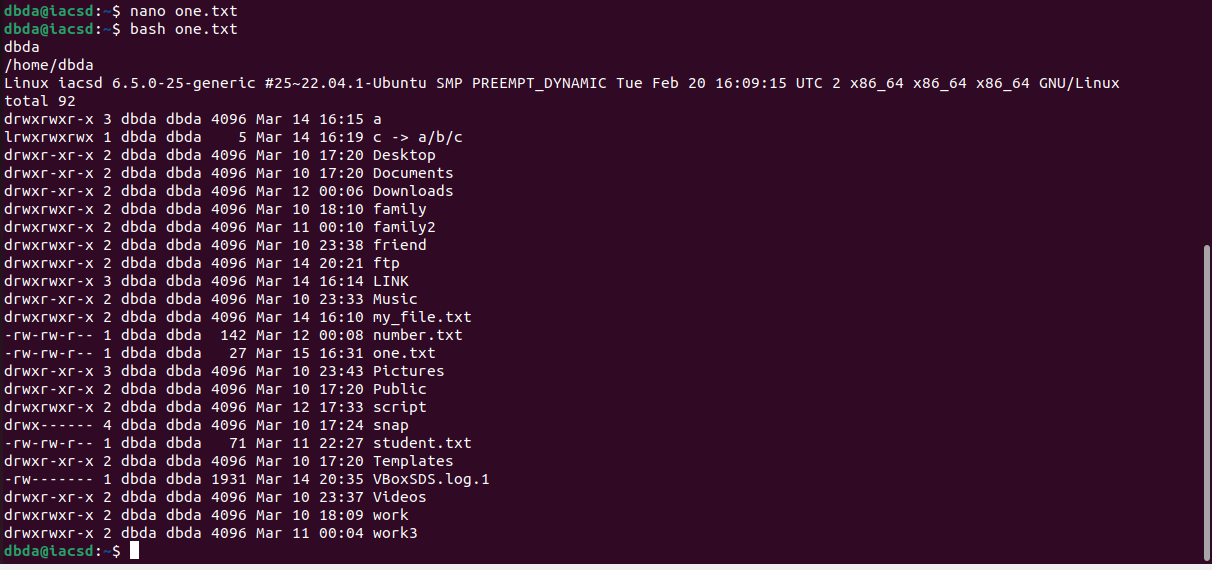 dbda@iacsd:~$ nano one.txt
dbda@iacsd:~$ bash one.txt
dbda
/home/dbda
Linux iacsd 6.5.0-25-generic #25~22.04.1-Ubuntu SMP PREEMPT_DYNAMIC Tue Feb 20 16:09:15 UTC 2 x86_64 x86_64 x86_64 GNU/Linux
total 92
drwxrwxr-x 3 dbda dbda 4096 Mar 14 16:15 a
lrwxrwxrwx 1 dbda dbda    5 Mar 14 16:19 c -> a/b/c
drwxr-xr-x 2 dbda dbda 4096 Mar 10 17:20 Desktop
drwxr-xr-x 2 dbda dbda 4096 Mar 10 17:20 Documents
drwxr-xr-x 2 dbda dbda 4096 Mar 12 00:06 Downloads
drwxrwxr-x 2 dbda dbda 4096 Mar 10 18:10 family
drwxrwxr-x 2 dbda dbda 4096 Mar 11 00:10 family2
drwxrwxr-x 2 dbda dbda 4096 Mar 10 23:38 friend
drwxrwxr-x 2 dbda dbda 4096 Mar 14 20:21 ftp
drwxrwxr-x 3 dbda dbda 4096 Mar 14 16:14 LINK
drwxr-xr-x 2 dbda dbda 4096 Mar 10 23:33 Music
drwxrwxr-x 2 dbda dbda 4096 Mar 14 16:10 my_file.txt
-rw-rw-r-- 1 dbda dbda  142 Mar 12 00:08 number.txt
-rw-rw-r-- 1 dbda dbda   27 Mar 15 16:31 one.txt
drwxr-xr-x 3 dbda dbda 4096 Mar 10 23:43 Pictures
drwxr-xr-x 2 dbda dbda 4096 Mar 10 17:20 Public
drwxrwxr-x 2 dbda dbda 4096 Mar 12 17:33 script
drwx------ 4 dbda dbda 4096 Mar 10 17:24 snap
-rw-rw-r-- 1 dbda dbda   71 Mar 11 22:27 student.txt
drwxr-xr-x 2 dbda dbda 4096 Mar 10 17:20 Templates
-rw------- 1 dbda dbda 1931 Mar 14 20:35 VBoxSDS.log.1
drwxr-xr-x 2 dbda dbda 4096 Mar 10 23:37 Videos
drwxrwxr-x 2 dbda dbda 4096 Mar 10 18:09 work
drwxrwxr-x 2 dbda dbda 4096 Mar 11 00:04 work3
dbda@iacsd:~$